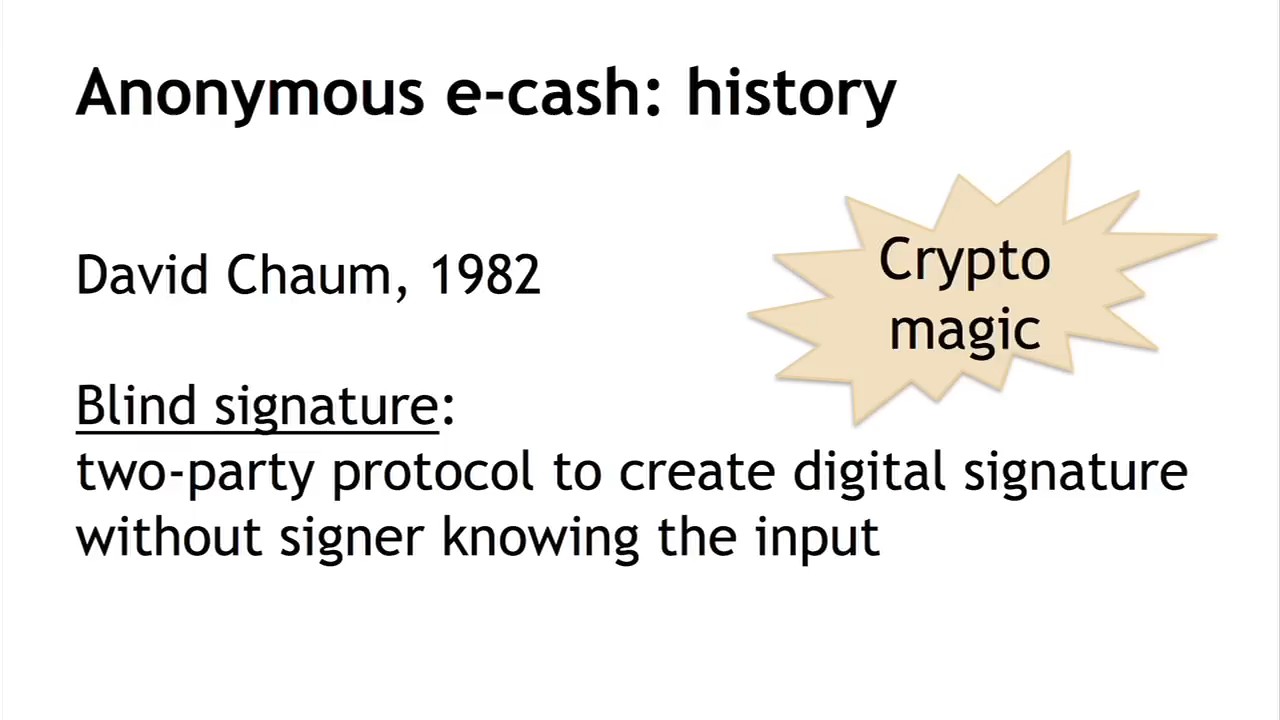 Anonymous e-cash: history
David Chaum, 1982
Crypto
magic
Blind signature:
two-party protocol to create digital signature
without signer knowing the input